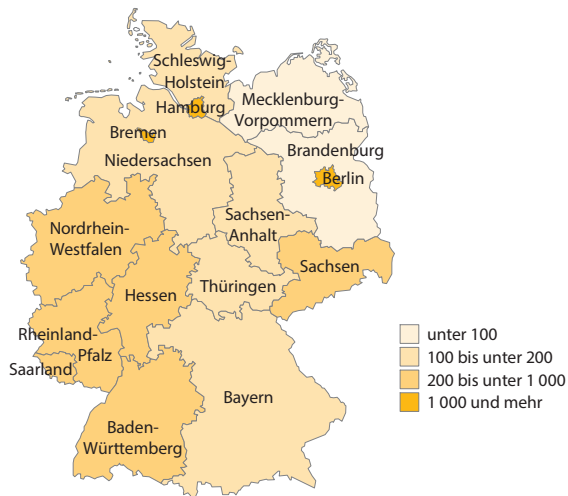 Schleswig-
Holstein
Mecklenburg-
Vorpommern
Hamburg
Bremen
Niedersachsen
Brandenburg
Berlin
Sachsen-
Anhalt
Nordrhein-
Westfalen
Sachsen
Hessen
Thüringen
Rheinland-
Pfalz
Saarland
Bayern
Baden-
Württemberg
unter 100
100 bis unter 200
200 bis unter 1 000
1 000 und mehr